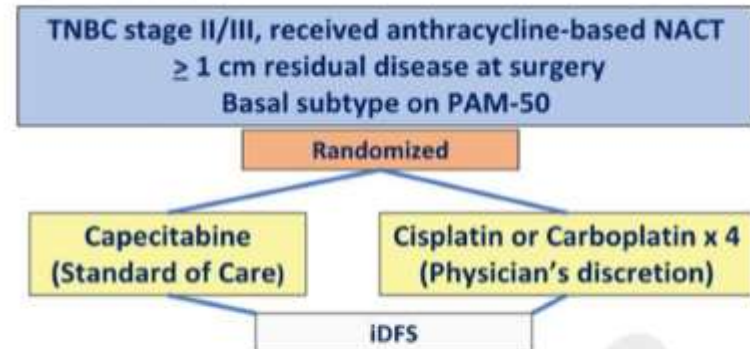 TNBC stage II/III, received anthracycline-based NACT
≥ 1 cm residual disease at surgery
Basal subtype on PAM-50
Randomized
Capecitabine
(Standard of Care)
Cisplatin or Carboplatin x 4
(Physician's discretion)
iDFS